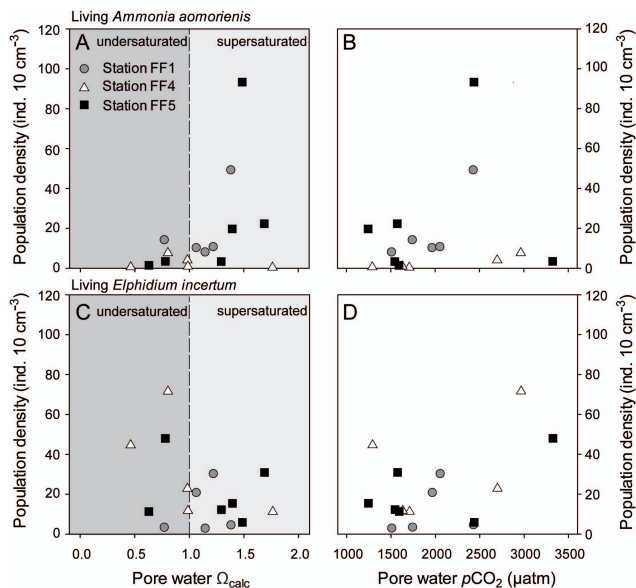 Living Ammonia aomorienis
A undersaturated supersaturated
Station FF1
Station FF4
Station FF5
B
Population density (ind. 10 cm⁻³)
120
100
80
60
40
20
0
120
100
80
60
40
20
0
Population density (ind. 10 cm⁻³)
Living Elphidium incertum
C undersaturated supersaturated
D
Population density (ind. 10 cm⁻³)
120
100
80
60
40
20
0
120
100
80
60
40
20
0
Population density (ind. 10 cm⁻³)
0.0 0.5 1.0 1.5 2.0
1000 1500 2000 2500 3000 3500
Pore water Ωcalc
Pore water pCO₂ (µatm)